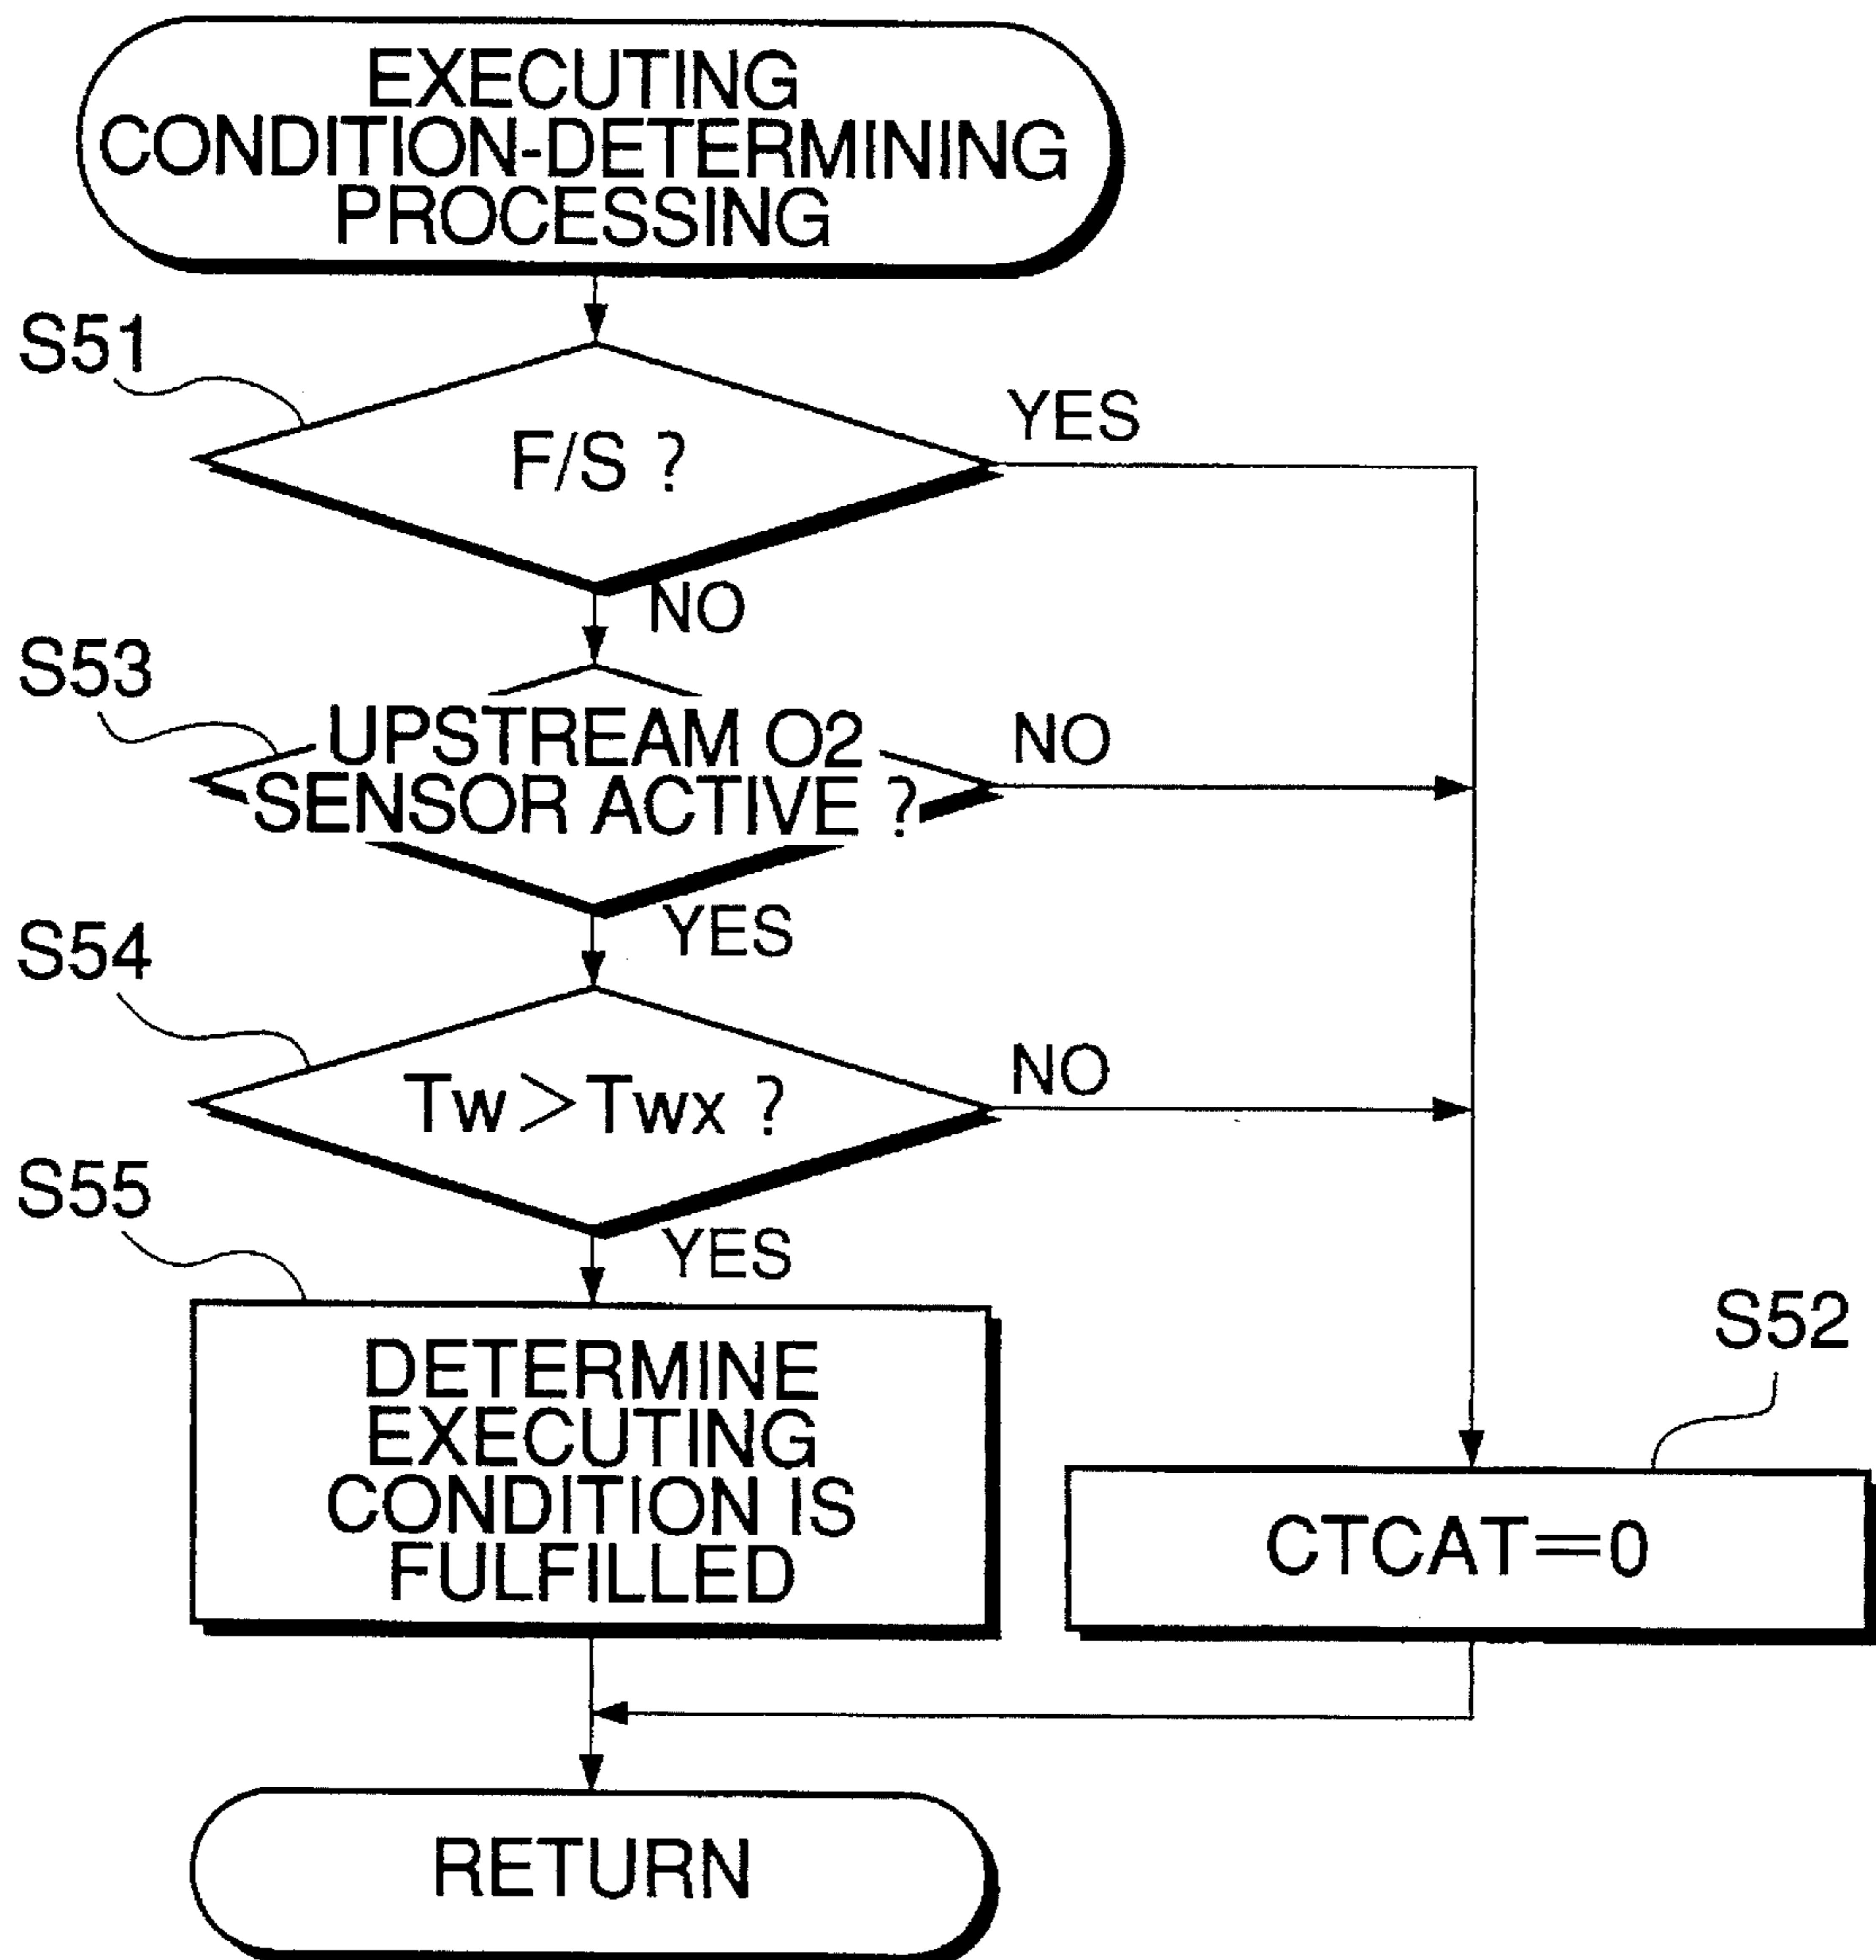 EXECUTING
CONDITION-DETERMINING
PROCESSING
S51
F/S ?
YES
NO
S53
UPSTREAM O2
SENSOR ACTIVE ?
NO
YES
S54
Tw>Twx ?
NO
YES
S55
DETERMINE
EXECUTING
CONDITION IS
FULFILLED
S52
CTCAT=0
RETURN